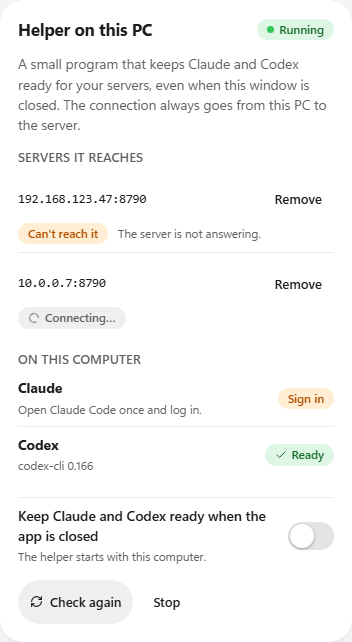 Helper on this PC
Running
A small program that keeps Claude and Codex
ready for your servers, even when this window is
closed. The connection always goes from this PC to
the server.
SERVERS IT REACHES
192.168.123.47:8790
Remove
Can't reach it
The server is not answering.
10.0.0.7:8790
Remove
Connecting...
ON THIS COMPUTER
Claude
Open Claude Code once and log in.
Sign in
Codex
codex-cli 0.166
Ready
Keep Claude and Codex ready when the
app is closed
The helper starts with this computer.
Check again
Stop